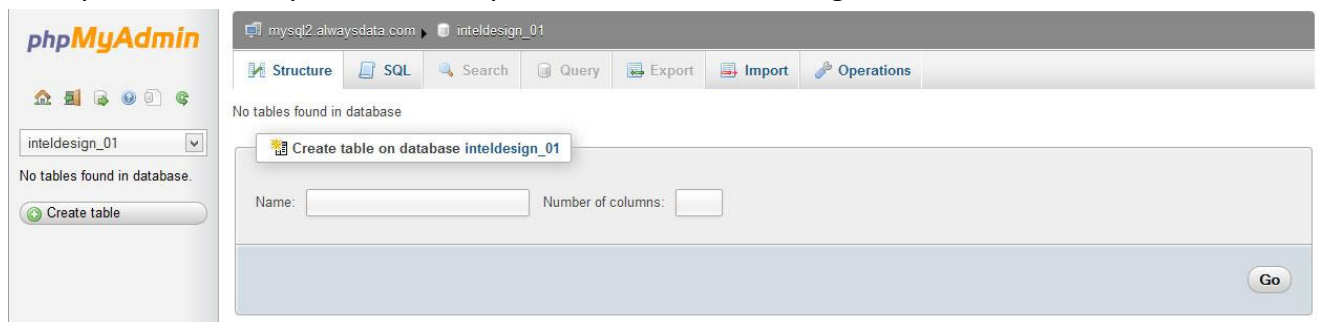 phpMyAdmin
inteldesign_01
No tables found in database.
Create table
mysql2.alwaysdata.com ▸ inteldesign_01
Structure SQL Search Query Export Import Operations
No tables found in database
Create table on database inteldesign_01
Name: Number of columns:
Go